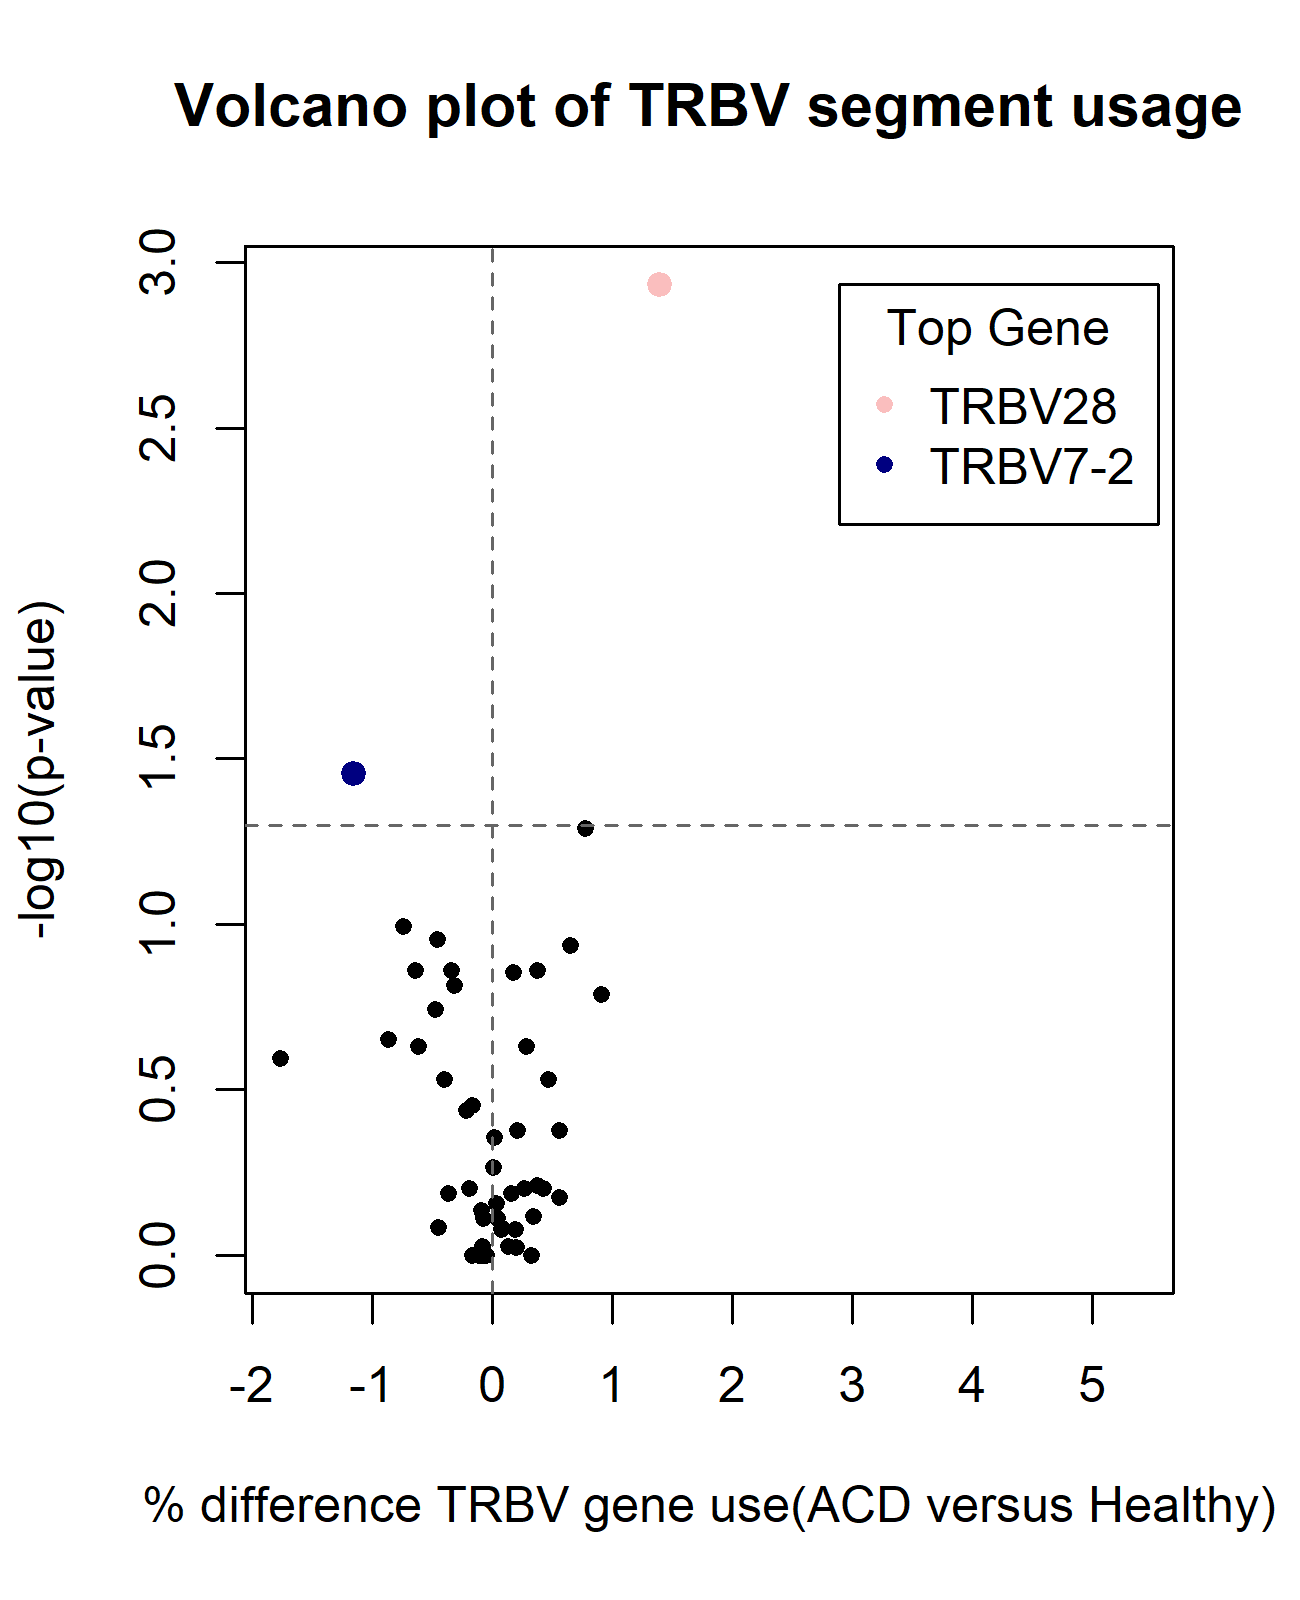 Volcano plot of TRBV segment usage
3.0
2.5
2.0
1.5
1.0
0.5
0.0
-log10(p-value)
Top Gene
TRBV28
TRBV7-2
-2 -1 0 1 2 3 4 5
% difference TRBV gene use(ACD versus Healthy)